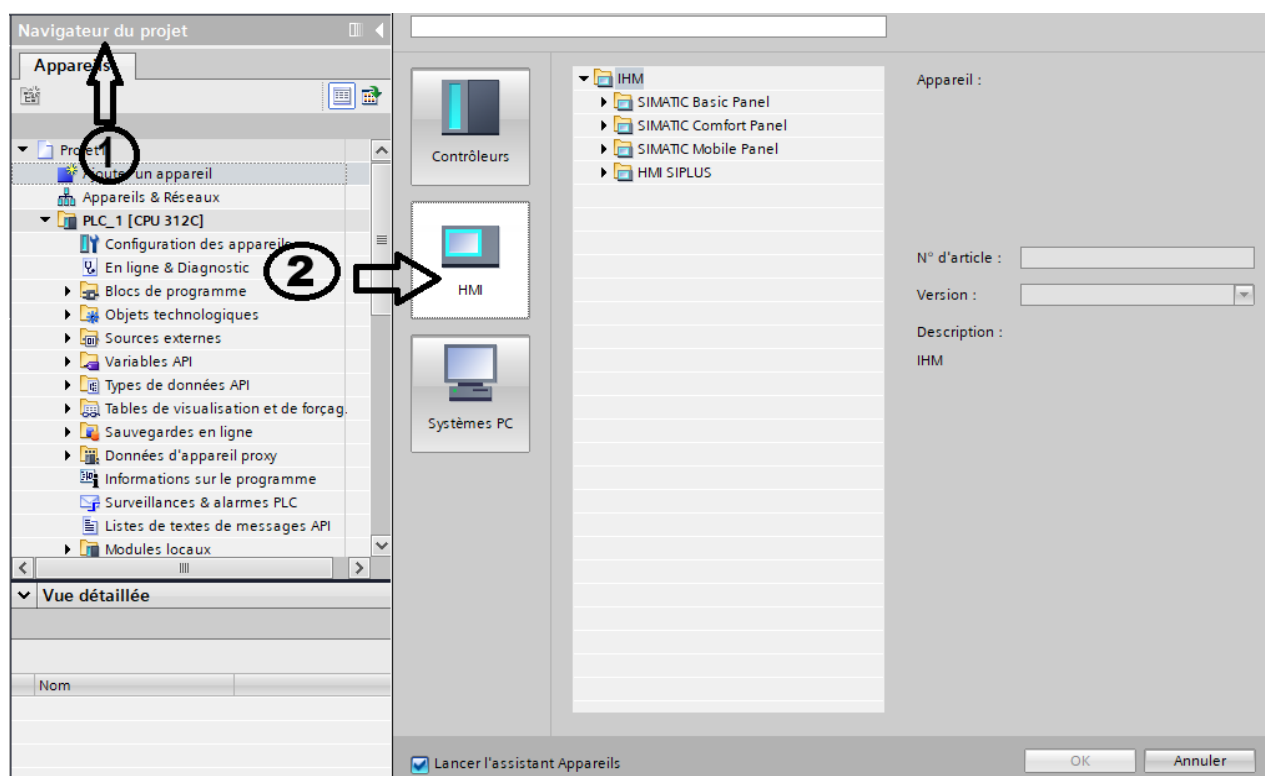 Navigateur du projet
Appareils
1
Projet1
Ajouter un appareil
Appareils & Réseaux
PLC_1 [CPU 312C]
Configuration des appareils
En ligne & Diagnostic
Blocs de programme
Objets technologiques
Sources externes
Variables API
Types de données API
Tables de visualisation et de forçag.
Sauvegardes en ligne
Données d'appareil proxy
Informations sur le programme
Surveillances & alarmes PLC
Listes de textes de messages API
Modules locaux
Vue détaillée
Nom
2
Contrôleurs
HMI
Systèmes PC
IHM
SIMATIC Basic Panel
SIMATIC Comfort Panel
SIMATIC Mobile Panel
HMI SIPLUS
Appareil :
N° d'article :
Version :
Description :
IHM
Lancer l'assistant Appareils
OK
Annuler